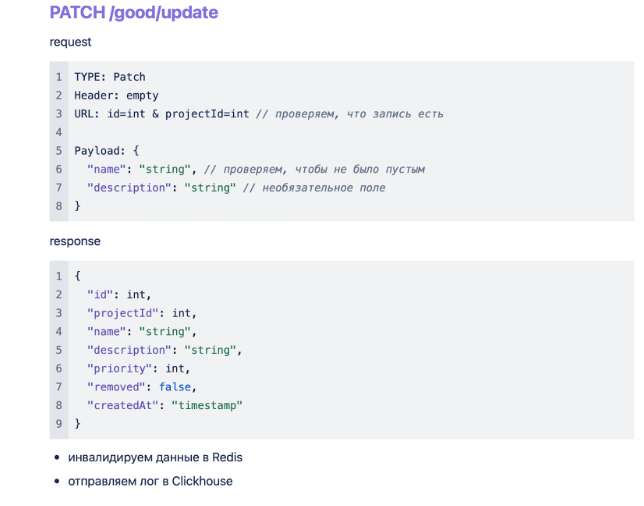 PATCH /good/update
request
1 TYPE: Patch
2 Header: empty
3 URL: id=int & projectId=int // проверяем, что запись есть
4
5 Payload: {
6 "name": "string", // проверяем, чтобы не было пустым
7 "description": "string" // необязательное поле
8 }
response
1 {
2 "id": int,
3 "projectId": int,
4 "name": "string",
5 "description": "string",
6 "priority": int,
7 "removed": false,
8 "createdAt": "timestamp"
9 }
• инвалидируем данные в Redis
• отправляем лог в Clickhouse